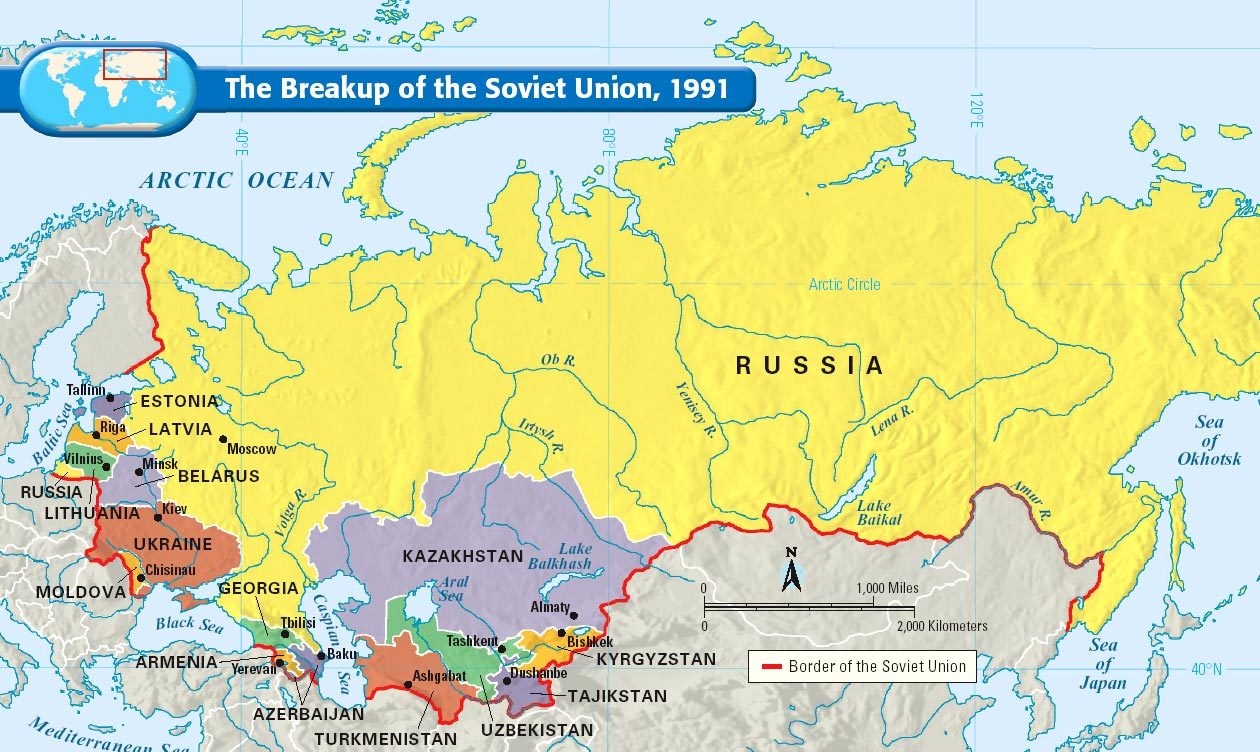 The Breakup of the Soviet Union, 1991
40°E
80°E
120°E
ARCTIC OCEAN
Arctic Circle
RUSSIA
Ob R.
Irtysh R.
Yenisey R.
Lena R.
Tallinn
ESTONIA
Baltic Sea
Riga
LATVIA
Moscow
Vilnius
Minsk
BELARUS
RUSSIA
LITHUANIA
Kiev
Volga R.
Sea
of
Okhotsk
Amur R.
Lake
Baikal
UKRAINE
KAZAKHSTAN
Lake
Balkhash
Chisinau
MOLDOVA
GEORGIA
Aral
Sea
Almaty
N
0
1,000 Miles
0
2,000 Kilometers
Black Sea
Tbilisi
Caspian Sea
Tashkent
Bishkek
KYRGYZSTAN
ARMENIA
Yerevan
Baku
Ashgabat
Dushanbe
TAJIKSTAN
Border of the Soviet Union
Sea
of
Japan
40°N
AZERBAIJAN
TURKMENISTAN
UZBEKISTAN
Mediterranean Sea